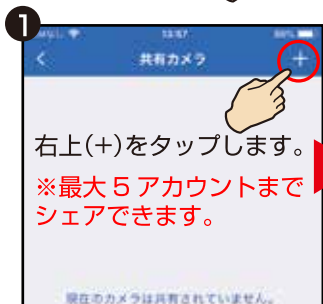 ❶
12:57
共有カメラ
+
右上(+)をタップします。
※最大5アカウントまで
シェアできます。
現在のカメラは共有されていません。